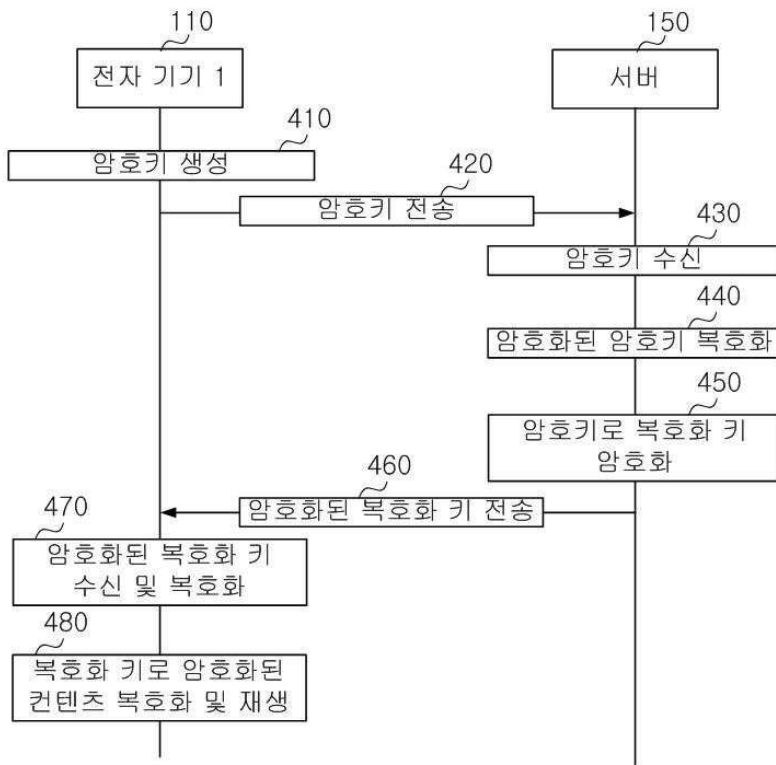 110
전자 기기 1
150
서버
410
암호키 생성
420
암호키 전송
430
암호키 수신
440
암호화된 암호키 복호화
450
암호키로 복호화 키
암호화
460
암호화된 복호화 키 전송
470
암호화된 복호화 키
수신 및 복호화
480
복호화 키로 암호화된
컨텐츠 복호화 및 재생